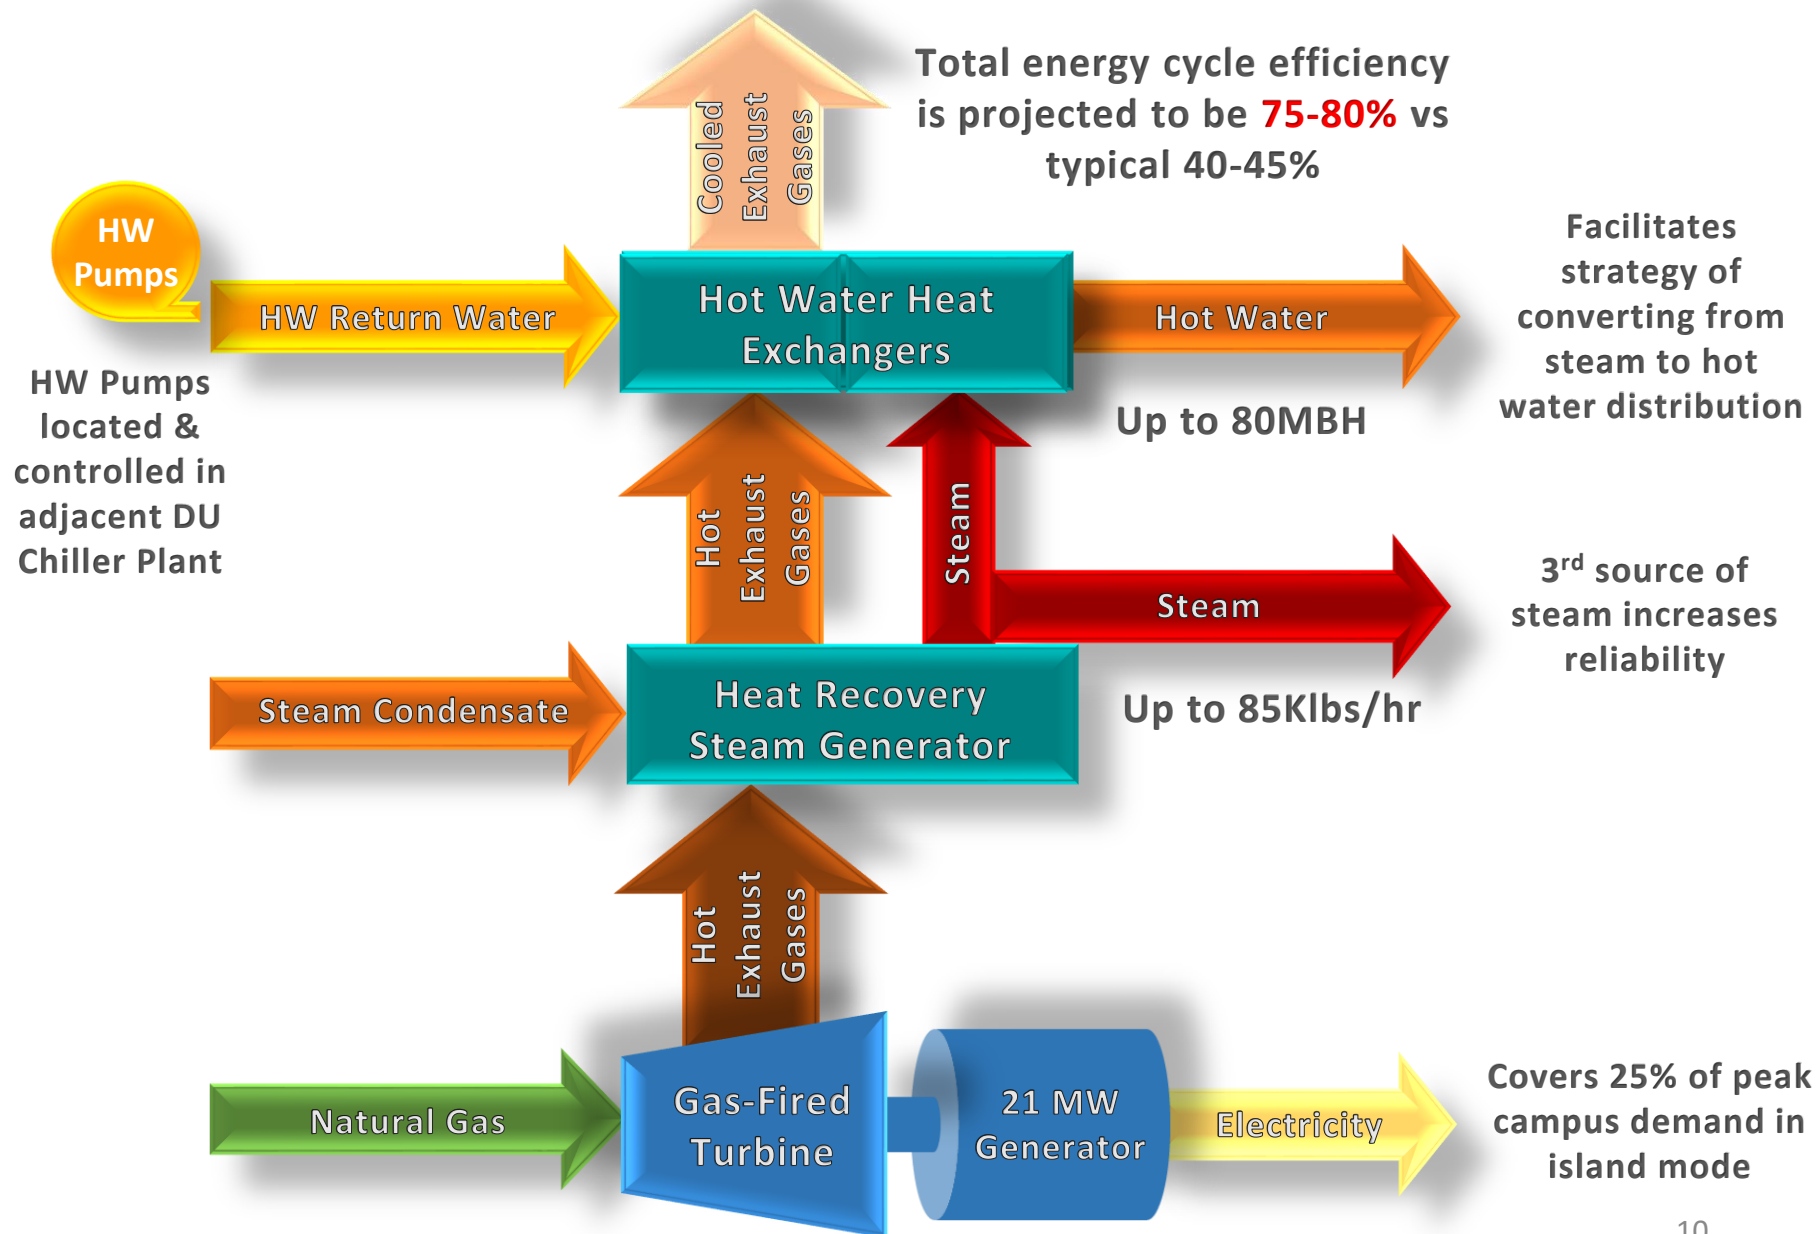 Cooled
Exhaust
Gases
Total energy cycle efficiency
is projected to be 75-80% vs
typical 40-45%
HW
Pumps
HW Return Water
Hot Water Heat
Exchangers
Hot Water
Facilitates
strategy of
converting from
steam to hot
water distribution
HW Pumps
located &
controlled in
adjacent DU
Chiller Plant
Up to 80MBH
Hot
Exhaust
Gases
Steam
Steam
3rd source of
steam increases
reliability
Steam Condensate
Heat Recovery
Steam Generator
Up to 85Klbs/hr
Hot
Exhaust
Gases
Natural Gas
Gas-Fired
Turbine
21 MW
Generator
Electricity
Covers 25% of peak
campus demand in
island mode
10